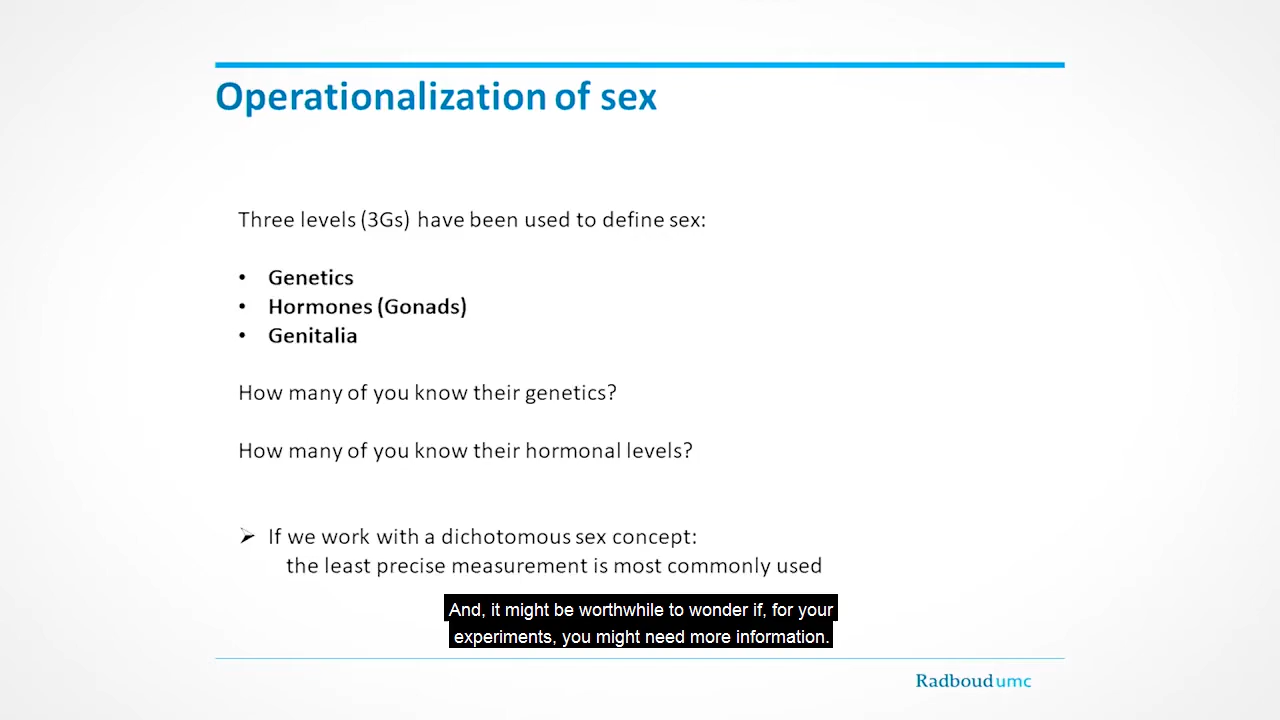 Operationalization of sex
Three levels (3Gs) have been used to define sex:
• Genetics
• Hormones (Gonads)
• Genitalia
How many of you know their genetics?
How many of you know their hormonal levels?
➢ If we work with a dichotomous sex concept:
the least precise measurement is most commonly used
And, it might be worthwhile to wonder if, for your
experiments, you might need more information.
Radboudumc